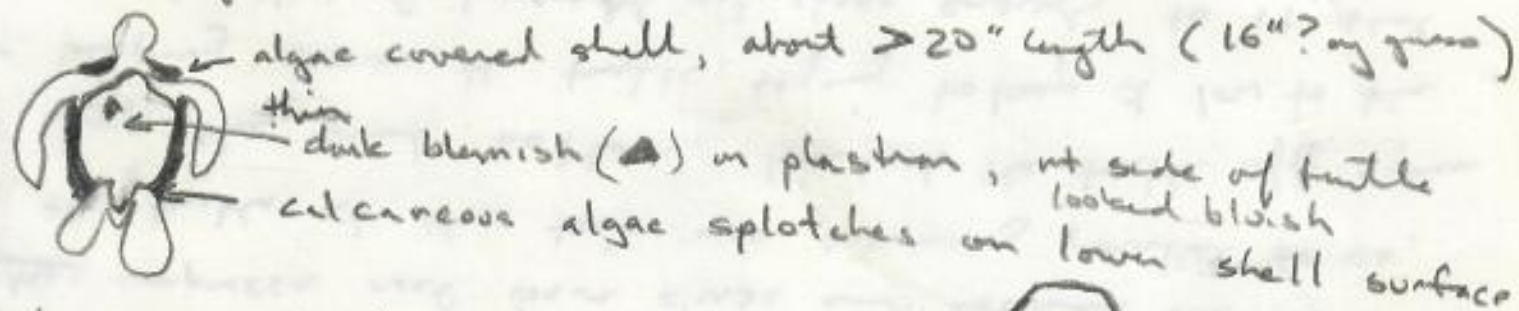 algae covered shell, about >20" length (16"? my guess)
thin
dark blemish (▲) on plastron, rt side of turtle
looked bluish
calcareous algae splotches on lower shell surface